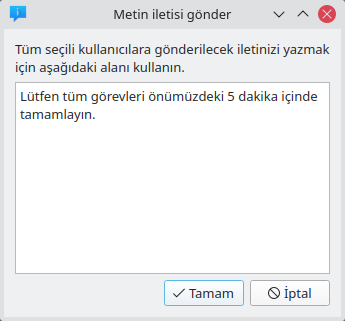 Metin iletisi gönder
Tüm seçili kullanıcılara gönderilecek iletinizi yazmak
için aşağıdaki alanı kullanın.
Lütfen tüm görevleri önümüzdeki 5 dakika içinde
tamamlayın.
Tamam
İptal